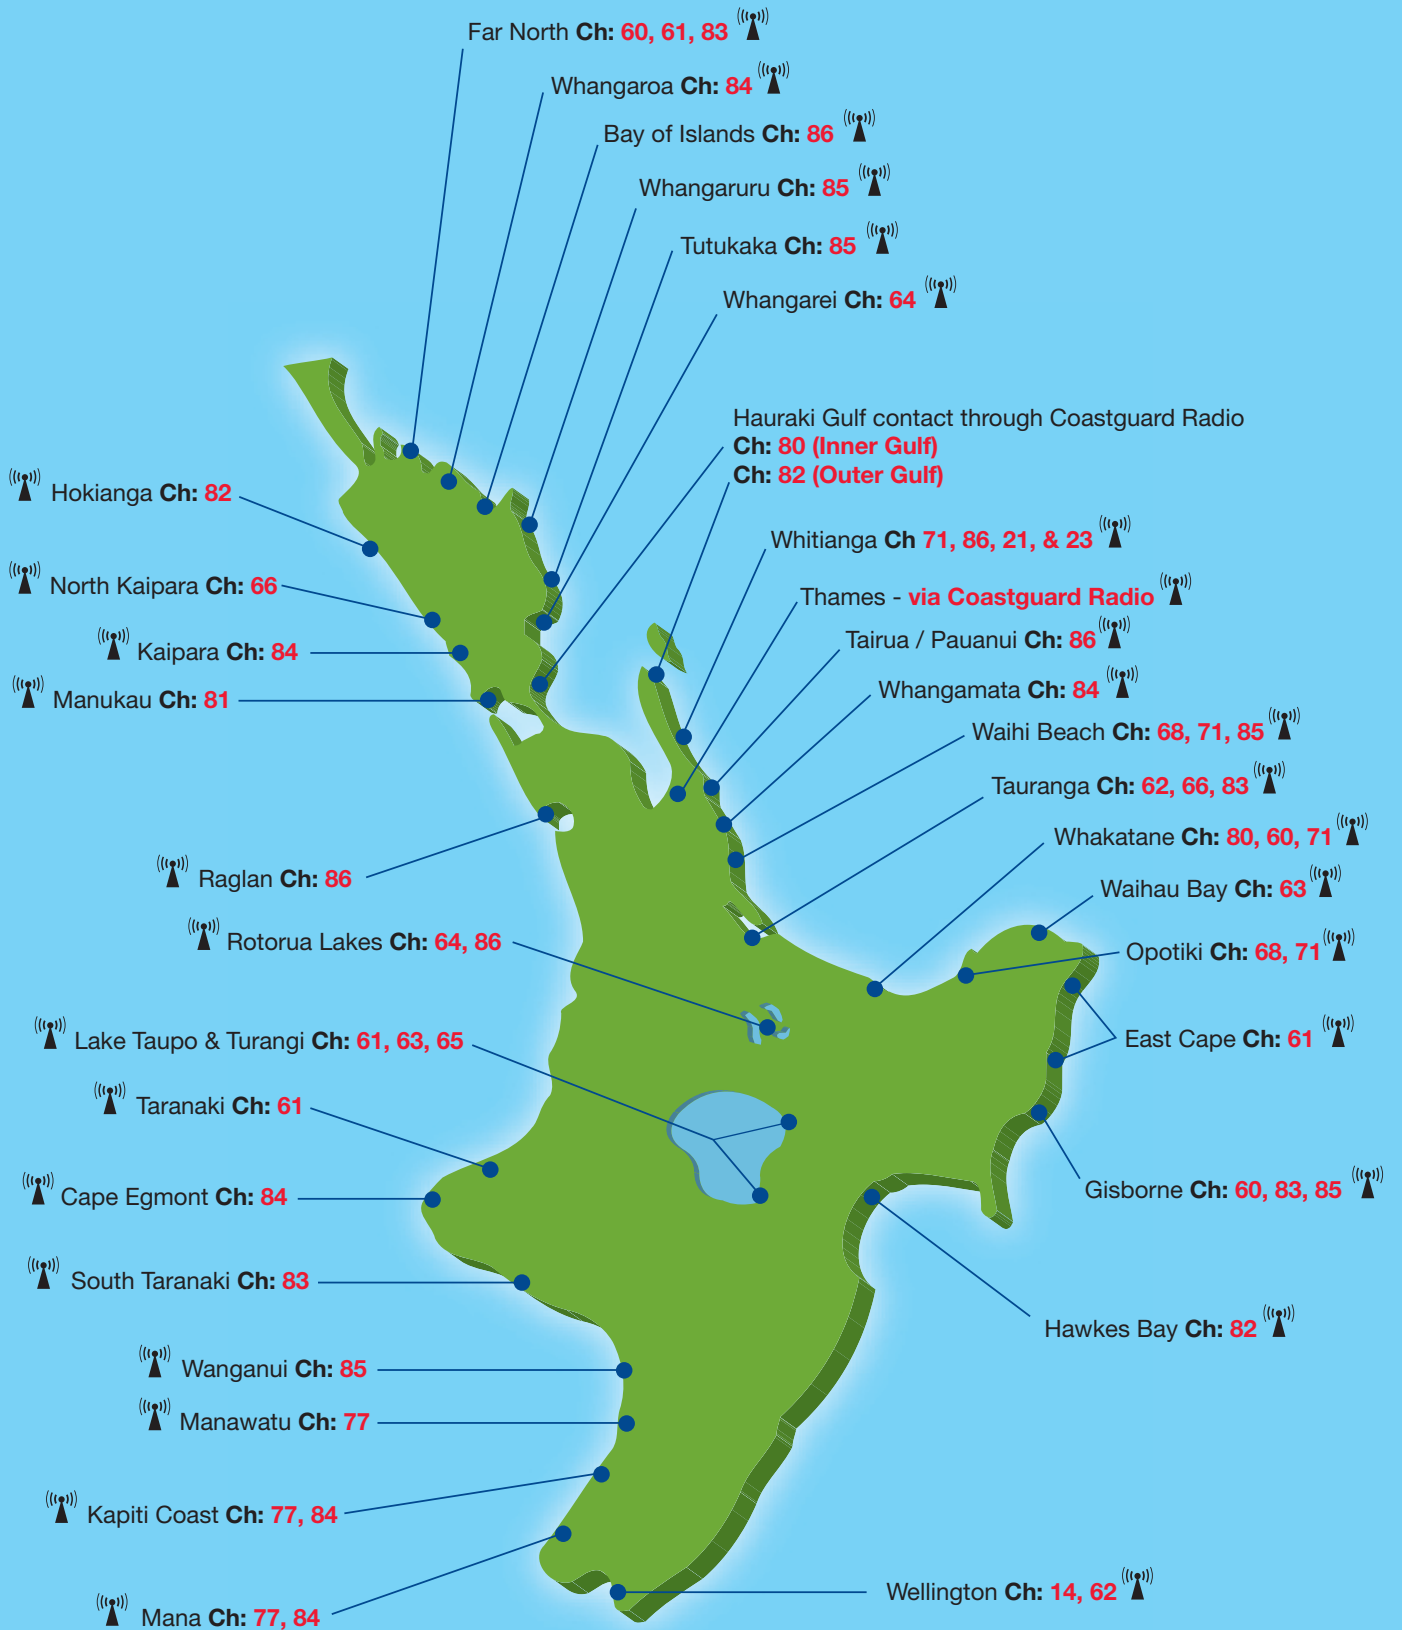 Far North Ch: 60, 61, 83
Whangaroa Ch: 84
Bay of Islands Ch: 86
Whangaruru Ch: 85
Tutukaka Ch: 85
Whangarei Ch: 64
Hauraki Gulf contact through Coastguard Radio
Ch: 80 (Inner Gulf)
Ch: 82 (Outer Gulf)
Hokianga Ch: 82
Whitianga Ch 71, 86, 21, & 23
North Kaipara Ch: 66
Thames - via Coastguard Radio
Tairua / Pauanui Ch: 86
Kaipara Ch: 84
Whangamata Ch: 84
Manukau Ch: 81
Waihi Beach Ch: 68, 71, 85
Tauranga Ch: 62, 66, 83
Whakatane Ch: 80, 60, 71
Raglan Ch: 86
Waihau Bay Ch: 63
Rotorua Lakes Ch: 64, 86
Opotiki Ch: 68, 71
Lake Taupo & Turangi Ch: 61, 63, 65
East Cape Ch: 61
Taranaki Ch: 61
Cape Egmont Ch: 84
Gisborne Ch: 60, 83, 85
South Taranaki Ch: 83
Hawkes Bay Ch: 82
Wanganui Ch: 85
Manawatu Ch: 77
Kapiti Coast Ch: 77, 84
Wellington Ch: 14, 62
Mana Ch: 77, 84